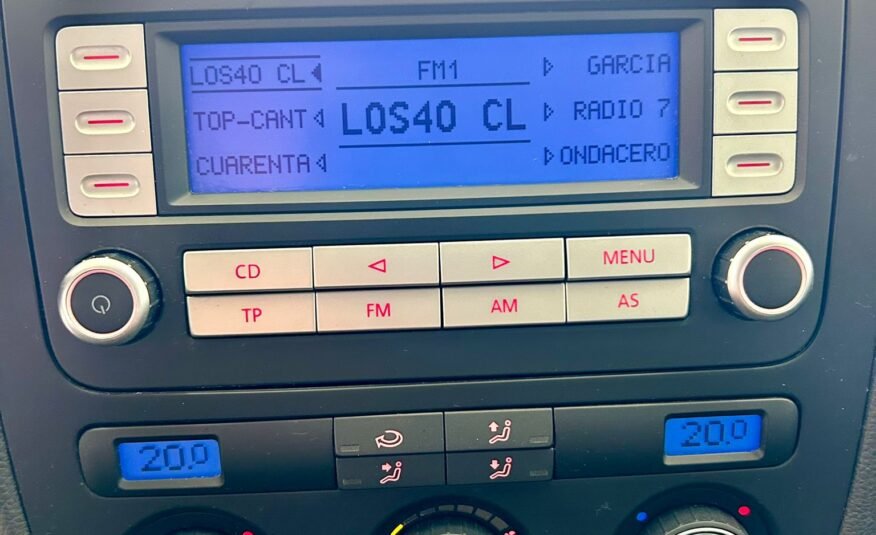 LOS40 CL
FM1
GARCIA
TOP-CANT
LOS40 CL
RADIO 7
CUARENTA
ONDACERO
CD
MENU
TP
FM
AM
AS
20.0
20.0